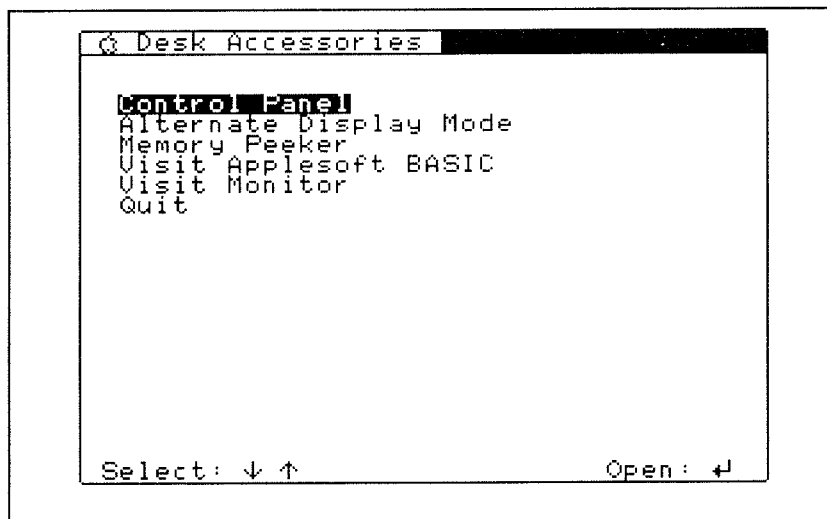 Desk Accessories
Control Panel
Alternate Display Mode
Memory Peeker
Visit Applesoft BASIC
Visit Monitor
Quit
Select: ↓ ↑ Open: ↵